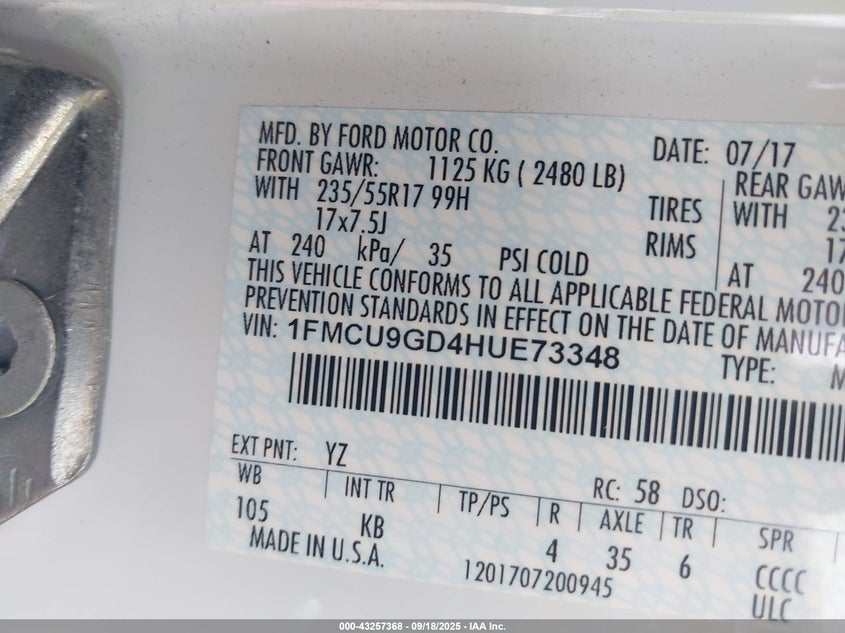 MFD. BY FORD MOTOR CO.
DATE: 07/17
FRONT GAWR: 1125 KG ( 2480 LB)
REAR GAW
WITH 235/55R17 99H
TIRES
WITH 23
17x7.5J
RIMS
17
AT 240 kPa/ 35 PSI COLD
AT 240
THIS VEHICLE CONFORMS TO ALL APPLICABLE FEDERAL MOTO
PREVENTION STANDARDS IN EFFECT ON THE DATE OF MANUFA
VIN: 1FMCU9GD4HUE73348
TYPE: M
EXT PNT: YZ
RC: 58 DSO:
WB INT TR TP/PS R AXLE TR SPR
105 KB 4 35 6 CCCC
MADE IN U.S.A. 1201707200945 ULC
000-43257368 - 09/18/2025 - IAA Inc.